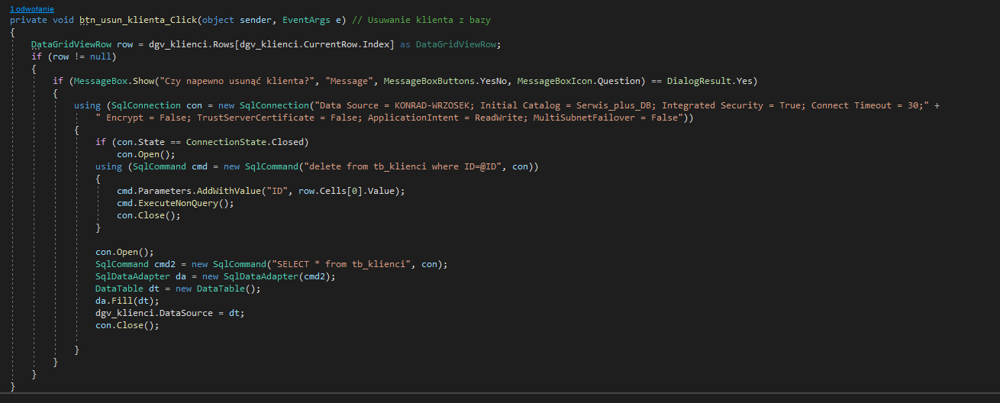 1 odwołanie
private void btn_usun_klienta_Click(object sender, EventArgs e) // Usuwanie klienta z bazy
{
DataGridViewRow row = dgv_klienci.Rows[dgv_klienci.CurrentRow.Index] as DataGridViewRow;
if (row != null)
{
if (MessageBox.Show("Czy napewno usunąć klienta?", "Message", MessageBoxButtons.YesNo, MessageBoxIcon.Question) == DialogResult.Yes)
{
using (SqlConnection con = new SqlConnection("Data Source = KONRAD-WRZOSEK; Initial Catalog = Serwis_plus_DB; Integrated Security = True; Connect Timeout = 30;" +
" Encrypt = False; TrustServerCertificate = False; ApplicationIntent = ReadWrite; MultiSubnetFailover = False"))
{
if (con.State == ConnectionState.Closed)
con.Open();
using (SqlCommand cmd = new SqlCommand("delete from tb_klienci where ID=@ID", con))
{
cmd.Parameters.AddWithValue("ID", row.Cells[0].Value);
cmd.ExecuteNonQuery();
con.Close();
}
con.Open();
SqlCommand cmd2 = new SqlCommand("SELECT * from tb_klienci", con);
SqlDataAdapter da = new SqlDataAdapter(cmd2);
DataTable dt = new DataTable();
da.Fill(dt);
dgv_klienci.DataSource = dt;
con.Close();
}
}
}
}